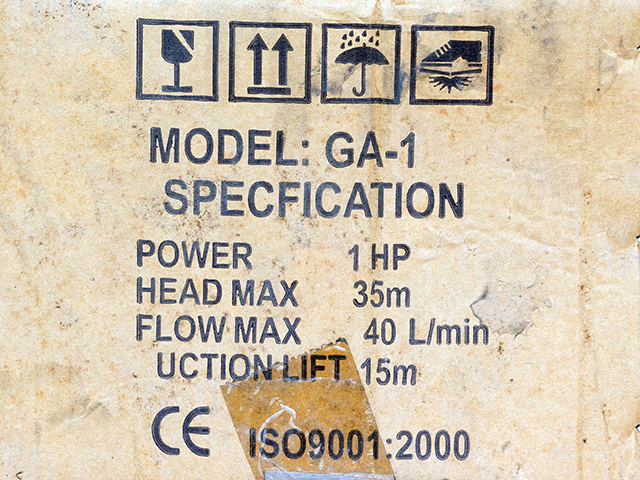 MODEL: GA-1
SPECFICATION
POWER 1 HP
HEAD MAX 35m
FLOW MAX 40 L/min
UCTION LIFT 15m
CE ISO9001:2000